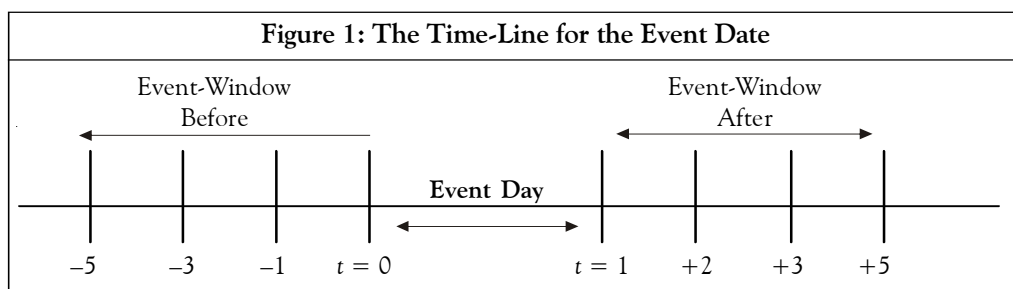 Figure 1: The Time-Line for the Event Date
Event-Window
Before
Event-Window
After
Event Day
–5
–3
–1
t = 0
t = 1
+2
+3
+5